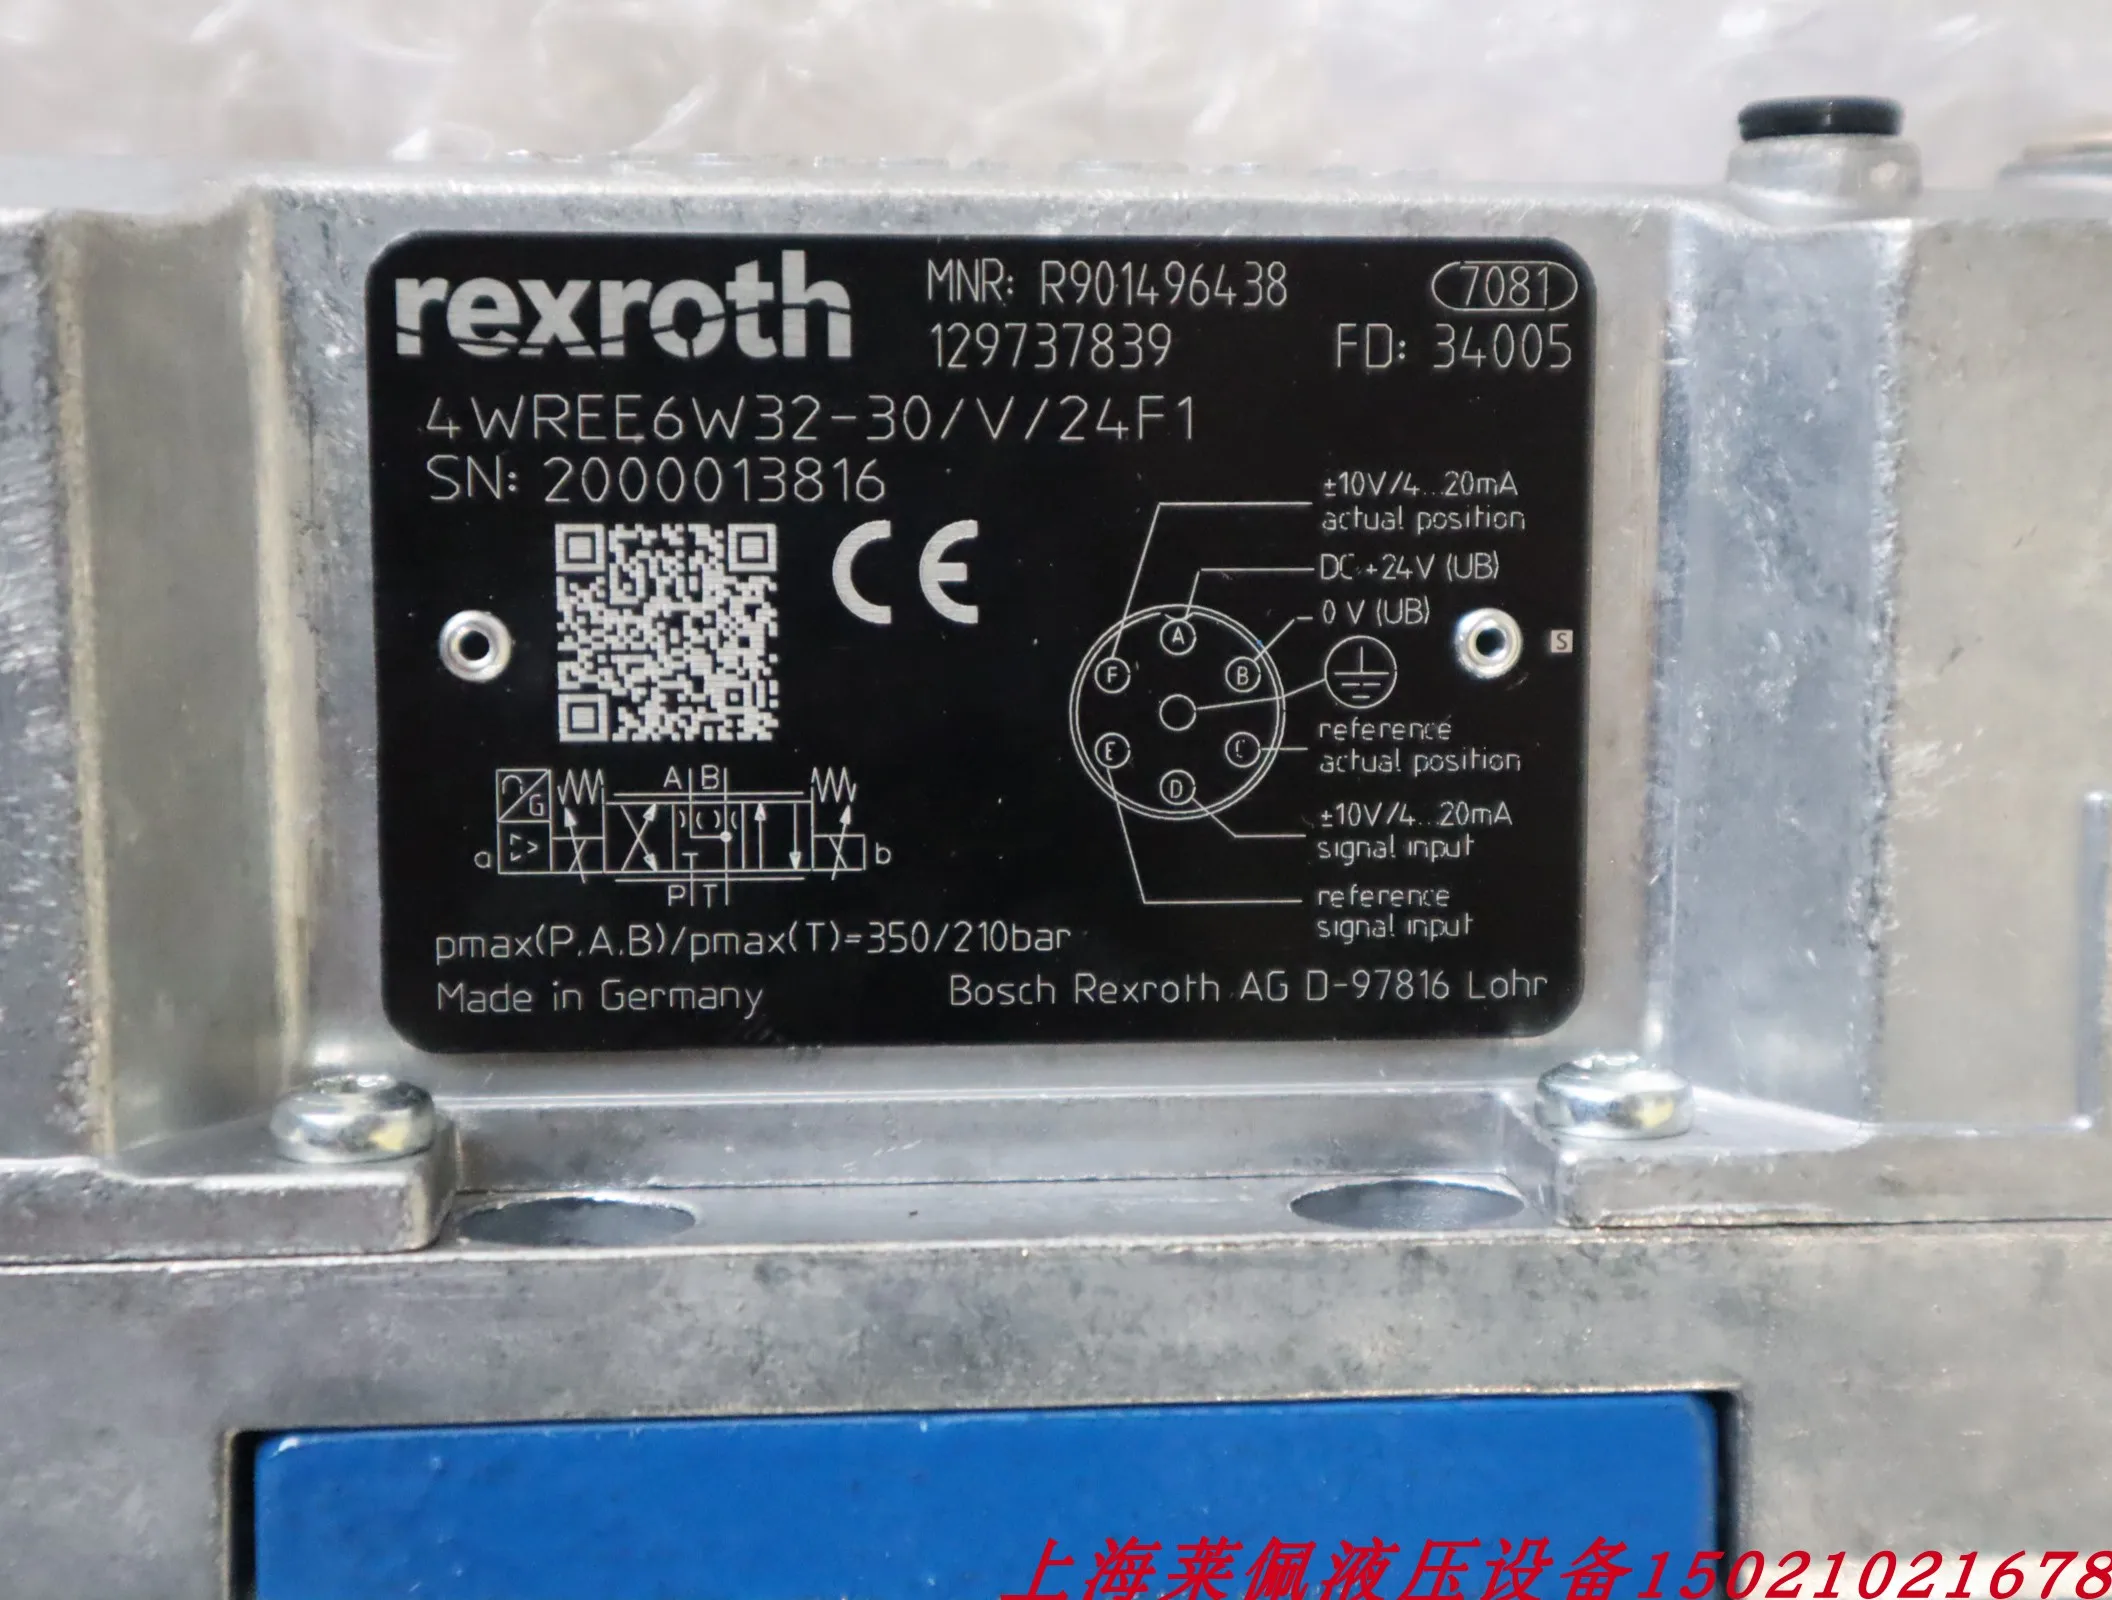 rexroth
MNR: R901496438
7081
129737839
FD: 34005
4WREE6W32-30/V/24F1
SN: 2000013816
CE
±10V/4...20mA
actual position
DC +24V (UB)
0 V (UB)
A
F
B
S
E
C
D
reference
actual position
±10V/4...20mA
signal input
reference
signal input
A B
G
a
b
P T
pmax(P.A.B)/pmax(T)=350/210bar
Made in Germany
Bosch Rexroth AG D-97816 Lohr
上海莱佩液压设备15021021678